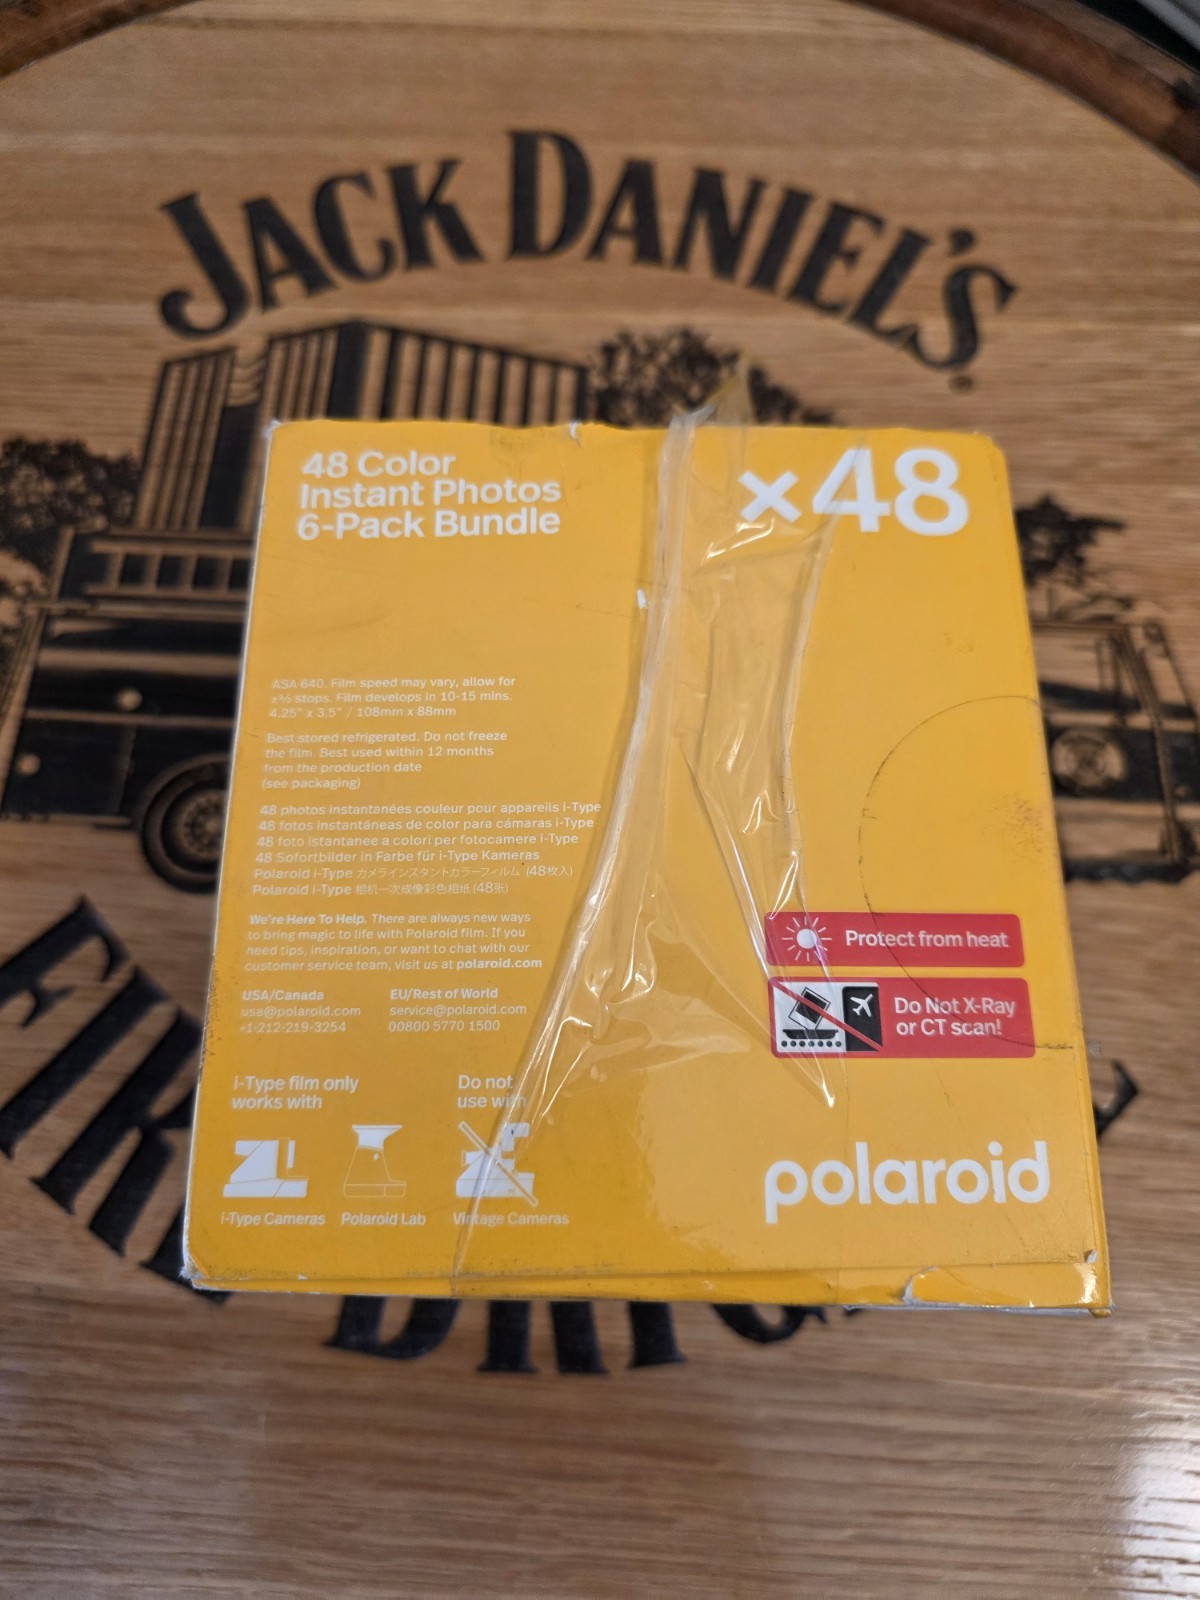 JACK DANIEL'S
48 Color
Instant Photos
6-Pack Bundle
×48
ASA 640. Film speed may vary, allow for
±⅓ stops. Film develops in 10-15 mins.
4.25" x 3.5" / 108mm x 88mm
Best stored refrigerated. Do not freeze
the film. Best used within 12 months
from the production date
(see packaging)
48 photos instantanées couleur pour appareils i-Type
48 fotos instantáneas de color para cámaras i-Type
48 foto istantanee a colori per fotocamere i-Type
48 Sofortbilder in Farbe für i-Type Kameras
Polaroid i-Type カメラインスタントカラーフィルム (48枚入)
Polaroid i-Type 相机一次成像彩色相纸 (48张)
We're Here To Help. There are always new ways
to bring magic to life with Polaroid film. If you
need tips, inspiration, or want to chat with our
customer service team, visit us at polaroid.com
USA/Canada
usa@polaroid.com
+1-212-219-3254
EU/Rest of World
service@polaroid.com
00800 5770 1500
i-Type film only
works with
i-Type Cameras
Polaroid Lab
Do not
use with
Vintage Cameras
Protect from heat
Do Not X-Ray
or CT scan!
polaroid